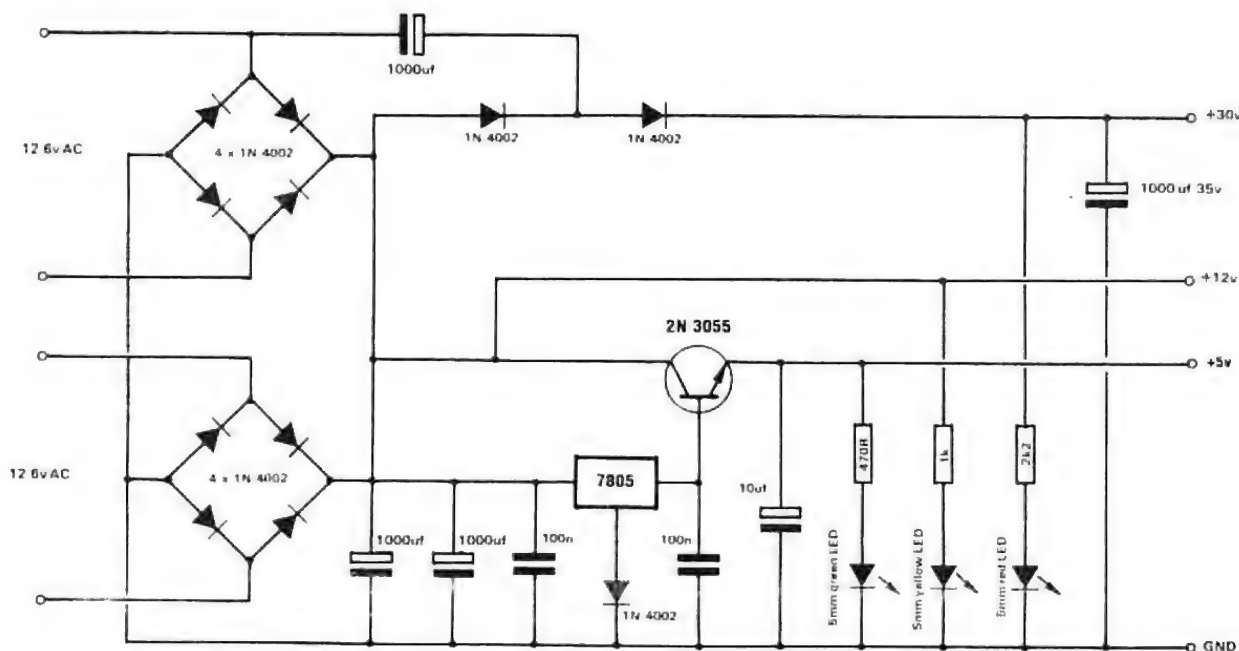 1000uf
+30v
1N 4002
1N 4002
12 6v AC
4 x 1N 4002
1000 uf 35v
+12v
2N 3055
+5v
470R
1k
2k2
12 6v AC
4 x 1N 4002
7805
10uf
1000uf
1000uf
100n
100n
5mm green LED
5mm yellow LED
5mm red LED
1N 4002
GND